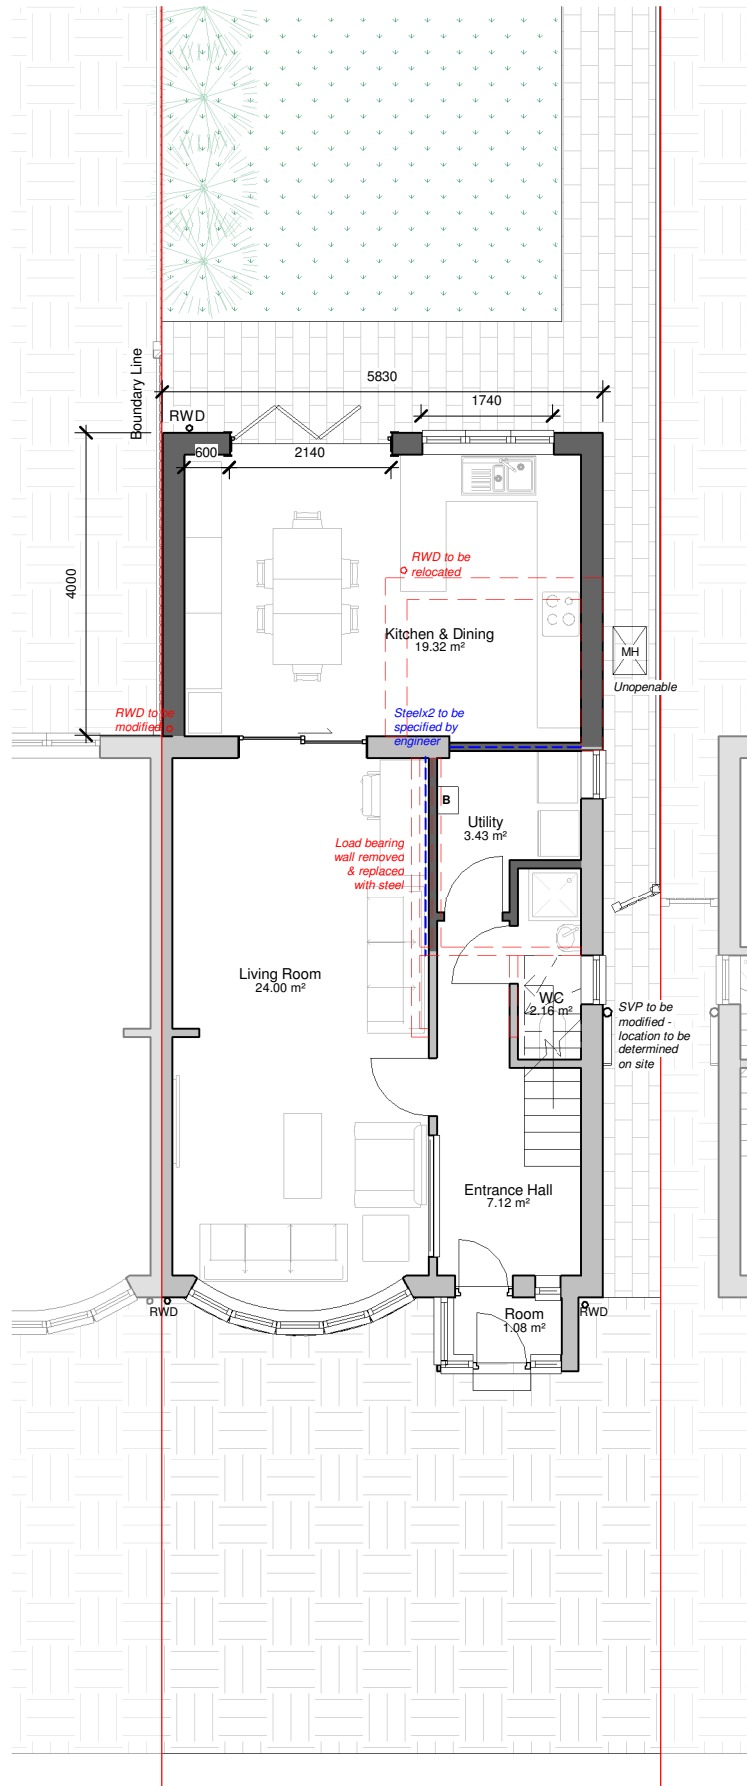 5830
Boundary Line
1740
RWD
600
2140
4000
RWD to be
relocated
Kitchen & Dining
19.32 m²
MH
Unopenable
RWD to be
modified
Steelx2 to be
specified by
engineer
B
Utility
3.43 m²
Load bearing
wall removed
& replaced
with steel
Living Room
24.00 m²
WC
2.16 m²
SVP to be
modified -
location to be
determined
on site
Entrance Hall
7.12 m²
RWD
Room
1.08 m²
RWD